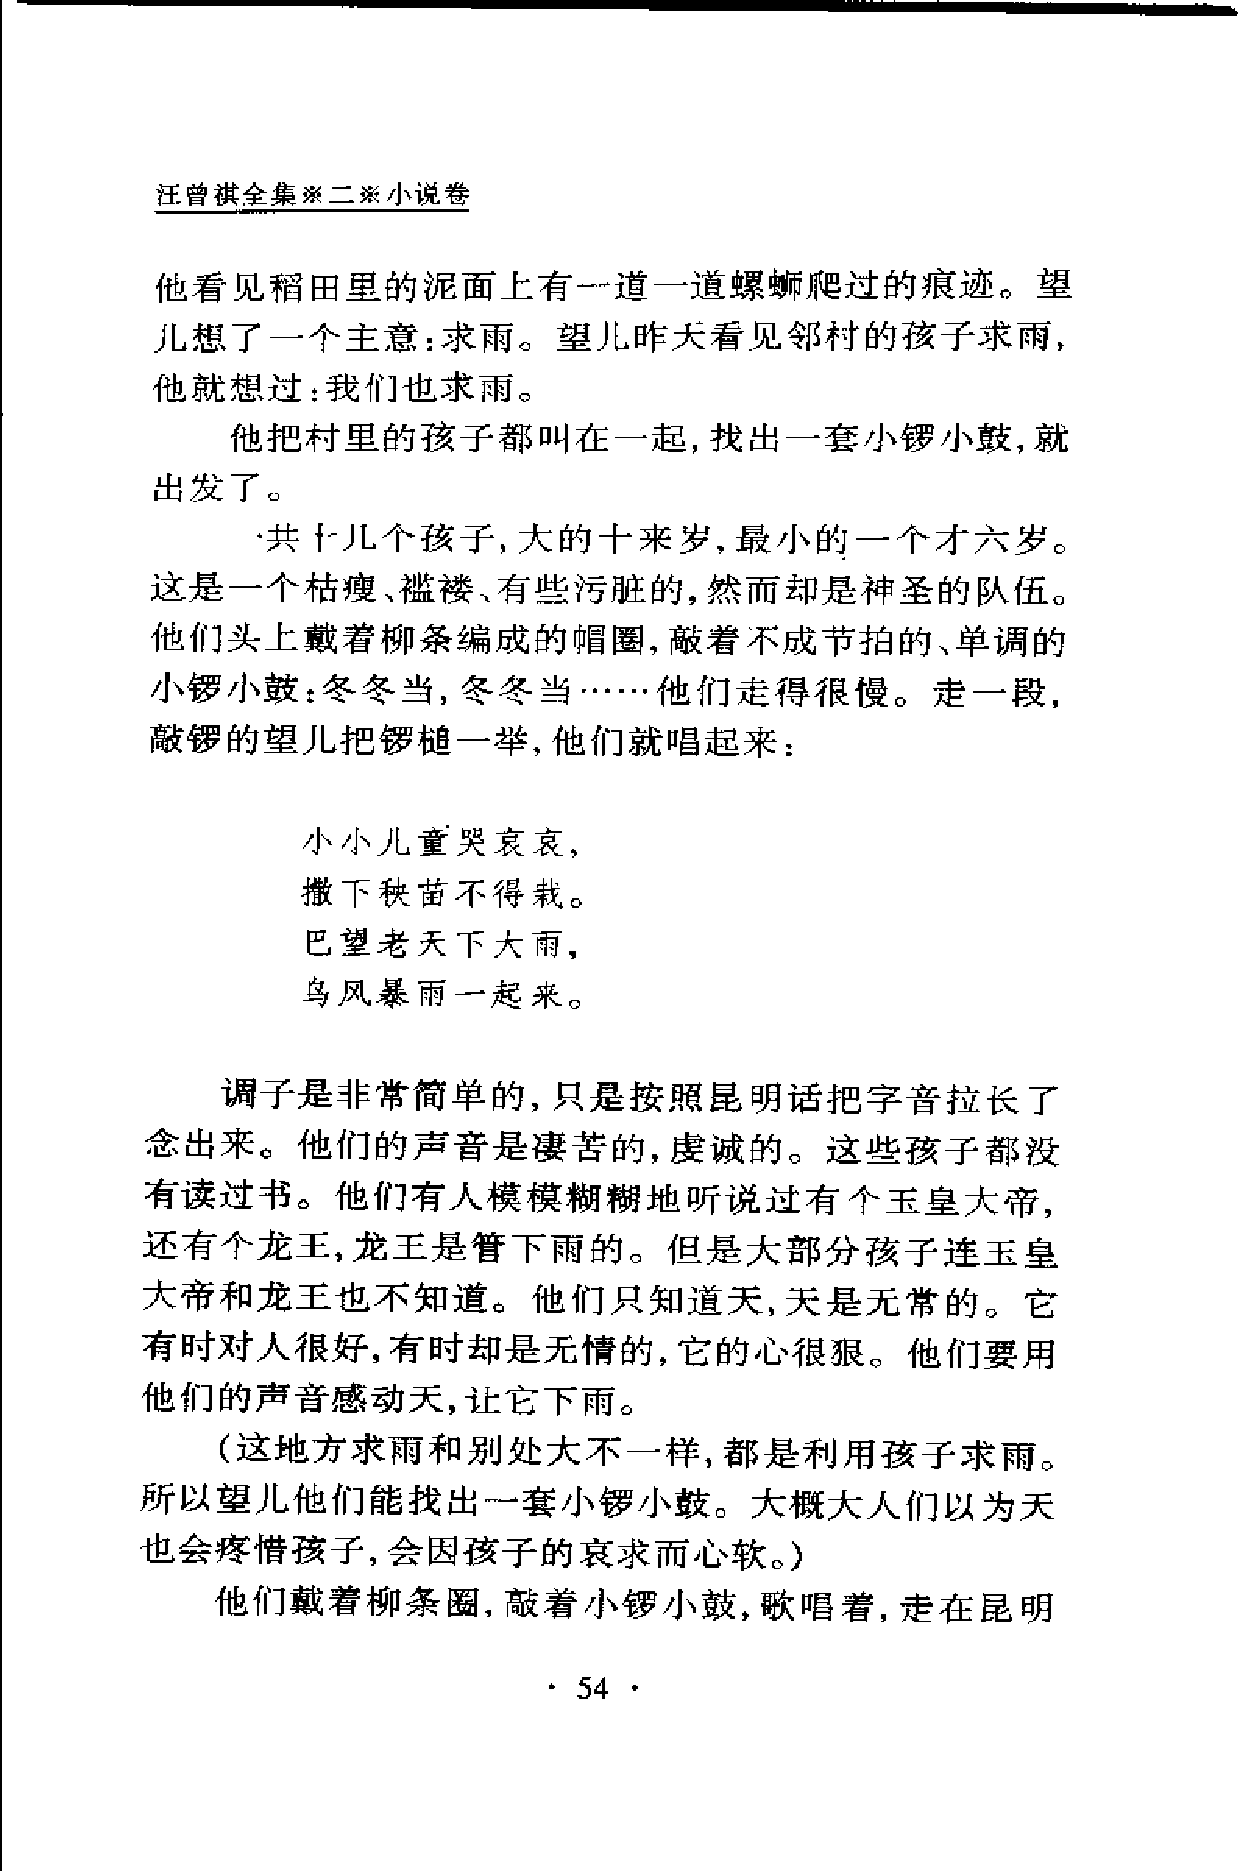 汪曾祺全集※二※小说卷
他看见稻田里的泥面上有一道一道螺蛳爬过的痕迹。望
儿想了一个主意:求雨。望儿昨天看见邻村的孩子求雨,
他就想过:我们也求雨。
他把村里的孩子都叫在一起,找出一套小锣小鼓,就
出发了。
一共十几个孩子,大的十来岁,最小的一个才六岁。
这是一个枯瘦、褴褛、有些污脏的,然而却是神圣的队伍。
他们头上戴着柳条编成的帽圈,敲着不成节拍的、单调的
小锣小鼓:冬冬当,冬冬当……他们走得很慢。走一段,
敲锣的望儿把锣槌一举,他们就唱起来:
小小儿童哭哀哀,
撒下秧苗不得栽。
巴望老天下大雨,
乌风暴雨一起来。
调子是非常简单的,只是按照昆明话把字音拉长了
念出来。他们的声音是凄苦的,虔诚的。这些孩子都没
有读过书。他们有人模模糊糊地听说过有个玉皇大帝,
还有个龙王,龙王是管下雨的。但是大部分孩子连玉皇
大帝和龙王也不知道。他们只知道天,天是无常的。它
有时对人很好,有时却是无情的,它的心很狠。他们要用
他们的声音感动天,让它下雨。
(这地方求雨和别处大不一样,都是利用孩子求雨。
所以望儿他们能找出一套小锣小鼓。大概大人们以为天
也会疼惜孩子,会因孩子的哀求而心软。)
他们戴着柳条圈,敲着小锣小鼓,歌唱着,走在昆明
· 54 ·